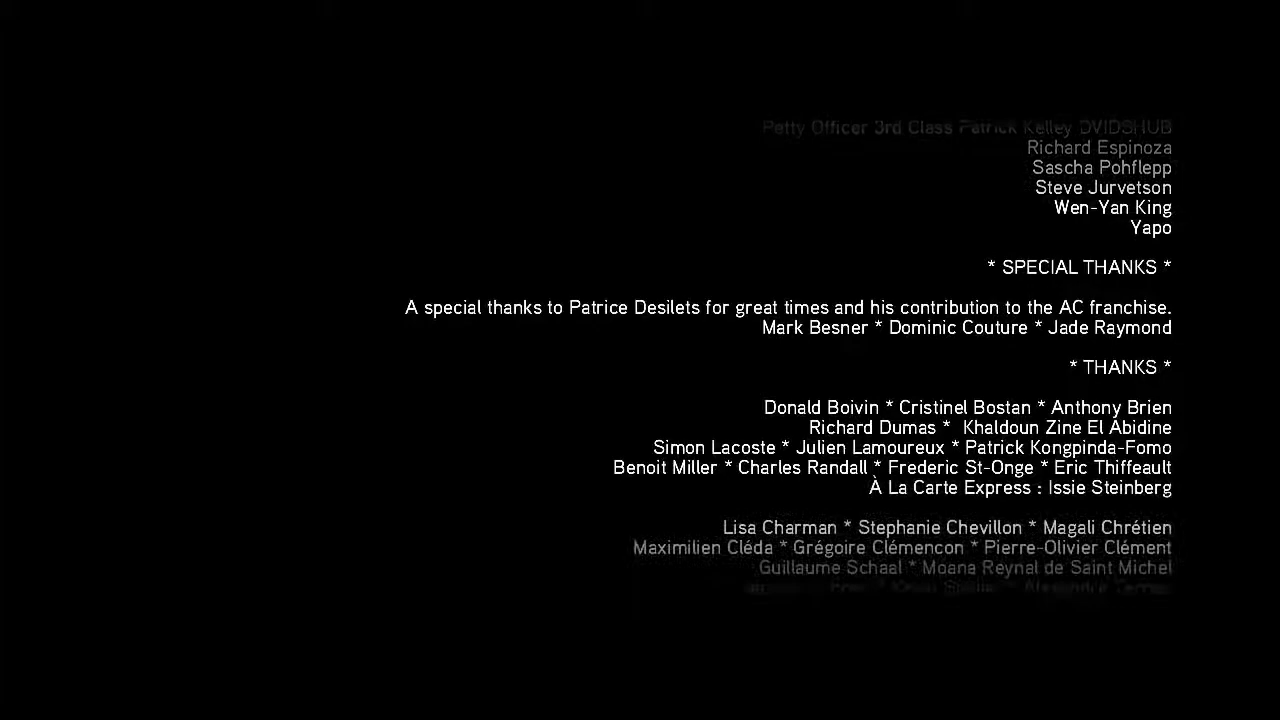 Petty Officer 3rd Class Patrick Kelley DVIDSHUB
Richard Espinoza
Sascha Pohflepp
Steve Jurvetson
Wen-Yan King
Yapo
* SPECIAL THANKS *
A special thanks to Patrice Desilets for great times and his contribution to the AC franchise.
Mark Besner * Dominic Couture * Jade Raymond
* THANKS *
Donald Boivin * Cristinel Bostan * Anthony Brien
Richard Dumas * Khaldoun Zine El Abidine
Simon Lacoste * Julien Lamoureux * Patrick Kongpinda-Fomo
Benoit Miller * Charles Randall * Frederic St-Onge * Eric Thiffeault
À La Carte Express : Issie Steinberg
Lisa Charman * Stephanie Chevillon * Magali Chrétien
Maximilien Cléda * Grégoire Clémencon * Pierre-Olivier Clément
Guillaume Schaal * Moana Reynal de Saint Michel